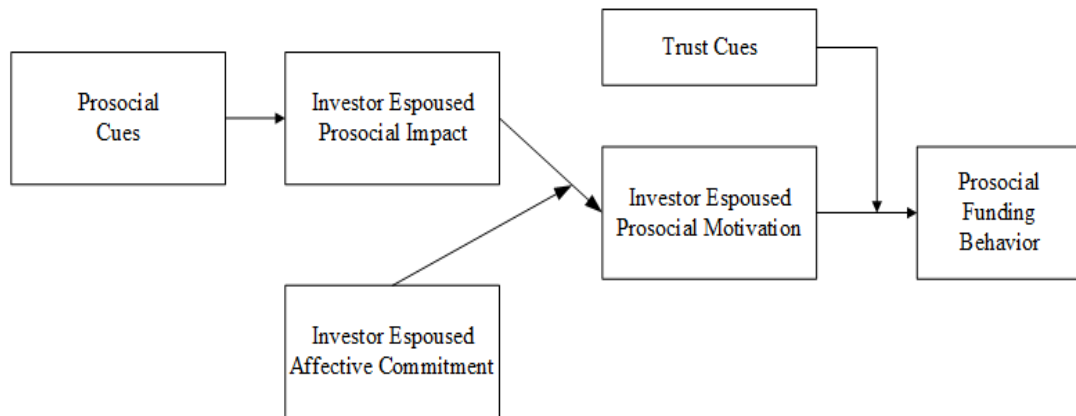 Prosocial
Cues
Investor Espoused
Prosocial Impact
Trust Cues
Investor Espoused
Prosocial Motivation
Prosocial
Funding
Behavior
Investor Espoused
Affective Commitment